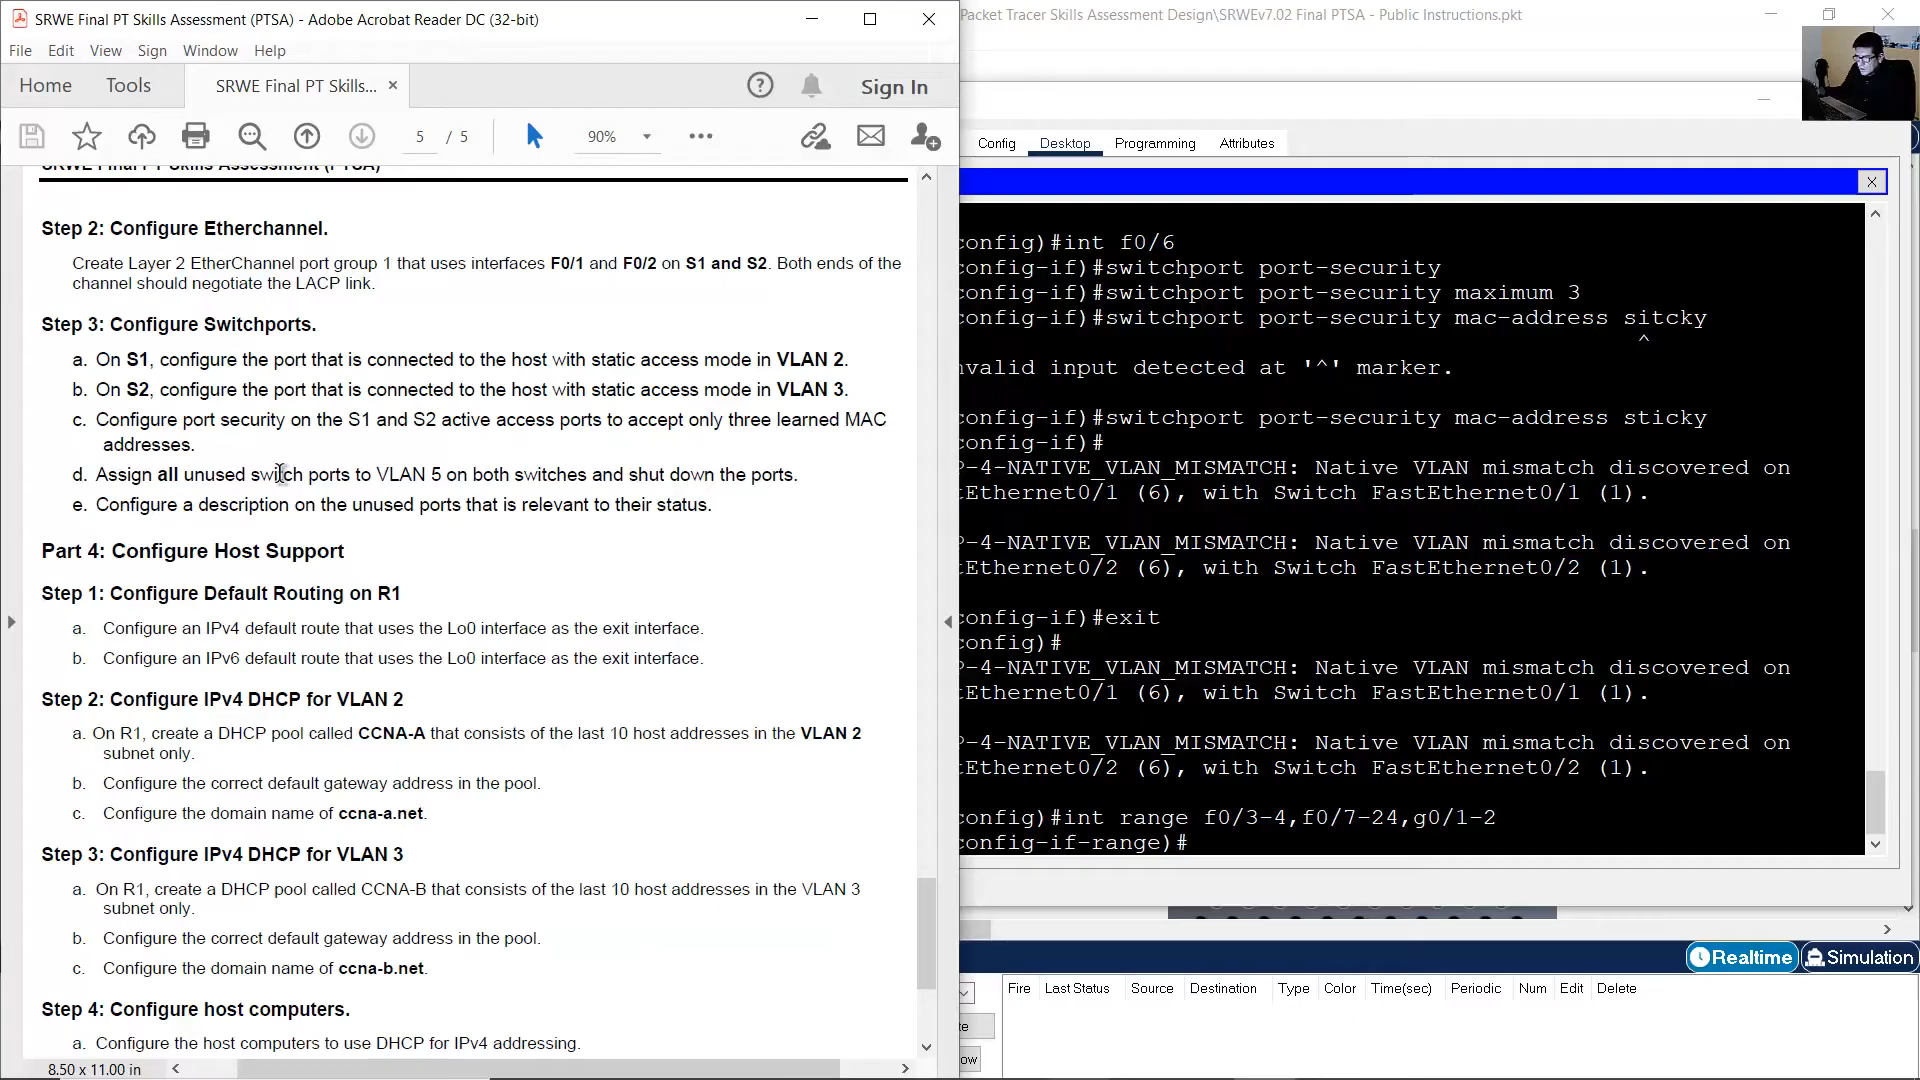 SRWE Final PT Skills Assessment (PTSA) - Adobe Acrobat Reader DC (32-bit)
File Edit View Sign Window Help
Home Tools SRWE Final PT Skills... × Sign In
5 / 5 90%
SRWE Final PT Skills Assessment (PTSA)
Step 2: Configure Etherchannel.
Create Layer 2 EtherChannel port group 1 that uses interfaces F0/1 and F0/2 on S1 and S2. Both ends of the
channel should negotiate the LACP link.
Step 3: Configure Switchports.
a. On S1, configure the port that is connected to the host with static access mode in VLAN 2.
b. On S2, configure the port that is connected to the host with static access mode in VLAN 3.
c. Configure port security on the S1 and S2 active access ports to accept only three learned MAC
addresses.
d. Assign all unused switch ports to VLAN 5 on both switches and shut down the ports.
e. Configure a description on the unused ports that is relevant to their status.
Part 4: Configure Host Support
Step 1: Configure Default Routing on R1
a. Configure an IPv4 default route that uses the Lo0 interface as the exit interface.
b. Configure an IPv6 default route that uses the Lo0 interface as the exit interface.
Step 2: Configure IPv4 DHCP for VLAN 2
a. On R1, create a DHCP pool called CCNA-A that consists of the last 10 host addresses in the VLAN 2
subnet only.
b. Configure the correct default gateway address in the pool.
c. Configure the domain name of ccna-a.net.
Step 3: Configure IPv4 DHCP for VLAN 3
a. On R1, create a DHCP pool called CCNA-B that consists of the last 10 host addresses in the VLAN 3
subnet only.
b. Configure the correct default gateway address in the pool.
c. Configure the domain name of ccna-b.net.
Step 4: Configure host computers.
a. Configure the host computers to use DHCP for IPv4 addressing.
8.50 x 11.00 in
Packet Tracer Skills Assessment Design\SRWEv7.02 Final PTSA - Public Instructions.pkt
Config Desktop Programming Attributes
X
config)#int f0/6
config-if)#switchport port-security
config-if)#switchport port-security maximum 3
config-if)#switchport port-security mac-address sitcky
^
nvalid input detected at '^' marker.
config-if)#switchport port-security mac-address sticky
config-if)#
P-4-NATIVE_VLAN_MISMATCH: Native VLAN mismatch discovered on
tEthernet0/1 (6), with Switch FastEthernet0/1 (1).
P-4-NATIVE_VLAN_MISMATCH: Native VLAN mismatch discovered on
tEthernet0/2 (6), with Switch FastEthernet0/2 (1).
config-if)#exit
config)#
P-4-NATIVE_VLAN_MISMATCH: Native VLAN mismatch discovered on
tEthernet0/1 (6), with Switch FastEthernet0/1 (1).
P-4-NATIVE_VLAN_MISMATCH: Native VLAN mismatch discovered on
tEthernet0/2 (6), with Switch FastEthernet0/2 (1).
config)#int range f0/3-4,f0/7-24,g0/1-2
config-if-range)#
Realtime Simulation
Fire Last Status Source Destination Type Color Time(sec) Periodic Num Edit Delete
te
ow